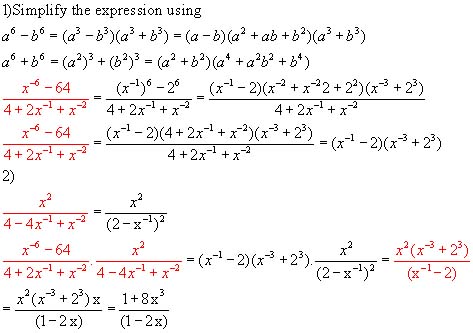 1)Simplify the expression using
a⁶ − b⁶ = (a³ − b³)(a³ + b³) = (a − b)(a² + ab + b²)(a³ + b³)
a⁶ + b⁶ = (a²)³ + (b²)³ = (a² + b²)(a⁴ + a²b² + b⁴)
(x⁻⁶ − 64)/(4 + 2x⁻¹ + x⁻²) = ((x⁻¹)⁶ − 2⁶)/(4 + 2x⁻¹ + x⁻²) = ((x⁻¹ − 2)(x⁻² + x⁻²2 + 2²)(x⁻³ + 2³))/(4 + 2x⁻¹ + x⁻²)
(x⁻⁶ − 64)/(4 + 2x⁻¹ + x⁻²) = ((x⁻¹ − 2)(4 + 2x⁻¹ + x⁻²)(x⁻³ + 2³))/(4 + 2x⁻¹ + x⁻²) = (x⁻¹ − 2)(x⁻³ + 2³)
2)
x²/(4 − 4x⁻¹ + x⁻²) = x²/(2 − x⁻¹)²
(x⁻⁶ − 64)/(4 + 2x⁻¹ + x⁻²) . x²/(4 − 4x⁻¹ + x⁻²) = (x⁻¹ − 2)(x⁻³ + 2³). x²/(2 − x⁻¹)² = (x²(x⁻³ + 2³))/(x⁻¹ − 2)
= (x²(x⁻³ + 2³) x)/(1 − 2x) = (1 + 8x³)/(1 − 2x)